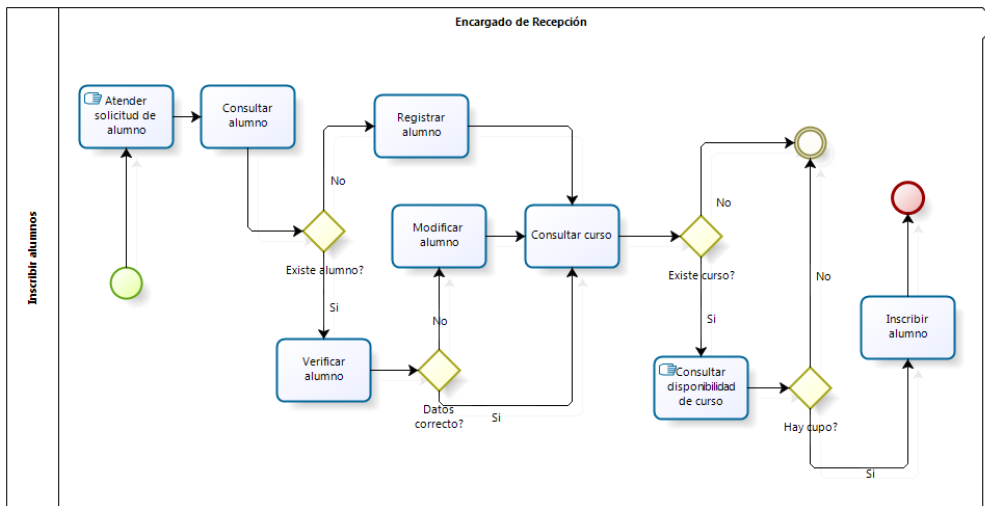 Encargado de Recepción
Inscribir alumnos
Atender
solicitud de
alumno
Consultar
alumno
Registrar
alumno
No
Existe alumno?
Si
Modificar
alumno
Consultar curso
No
Existe curso?
Si
No
Inscribir
alumno
Verificar
alumno
No
Datos
correcto?
Si
Consultar
disponibilidad
de curso
Hay cupo?
Si